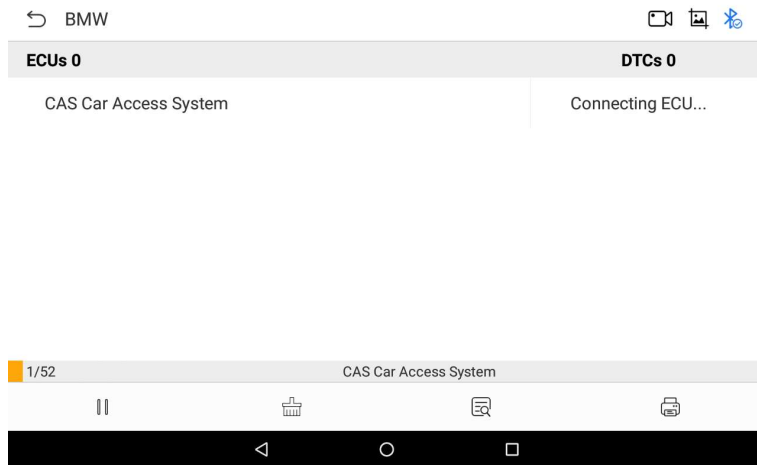 BMW
ECUs 0 DTCs 0
CAS Car Access System Connecting ECU...
1/52 CAS Car Access System